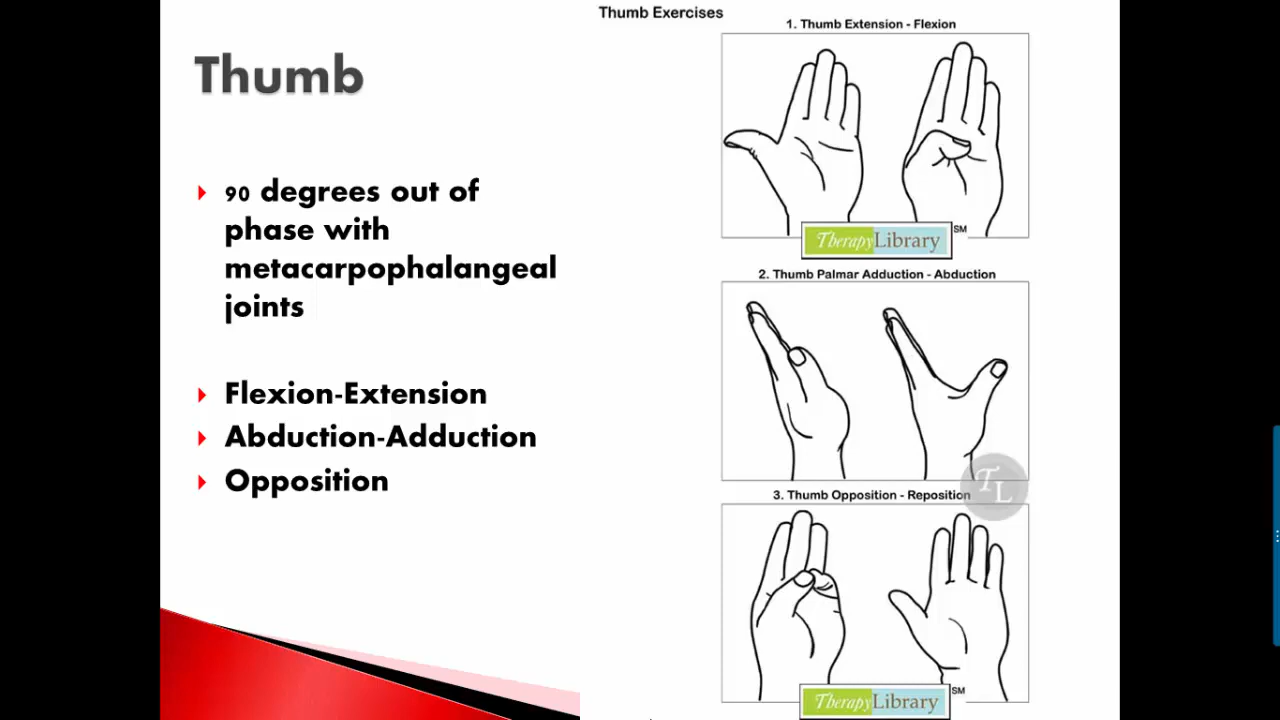 Thumb
90 degrees out of
phase with
metacarpophalangeal
joints
Flexion-Extension
Abduction-Adduction
Opposition
Thumb Exercises
1. Thumb Extension - Flexion
TherapyLibrary SM
2. Thumb Palmar Adduction - Abduction
TL
3. Thumb Opposition - Reposition
TherapyLibrary SM